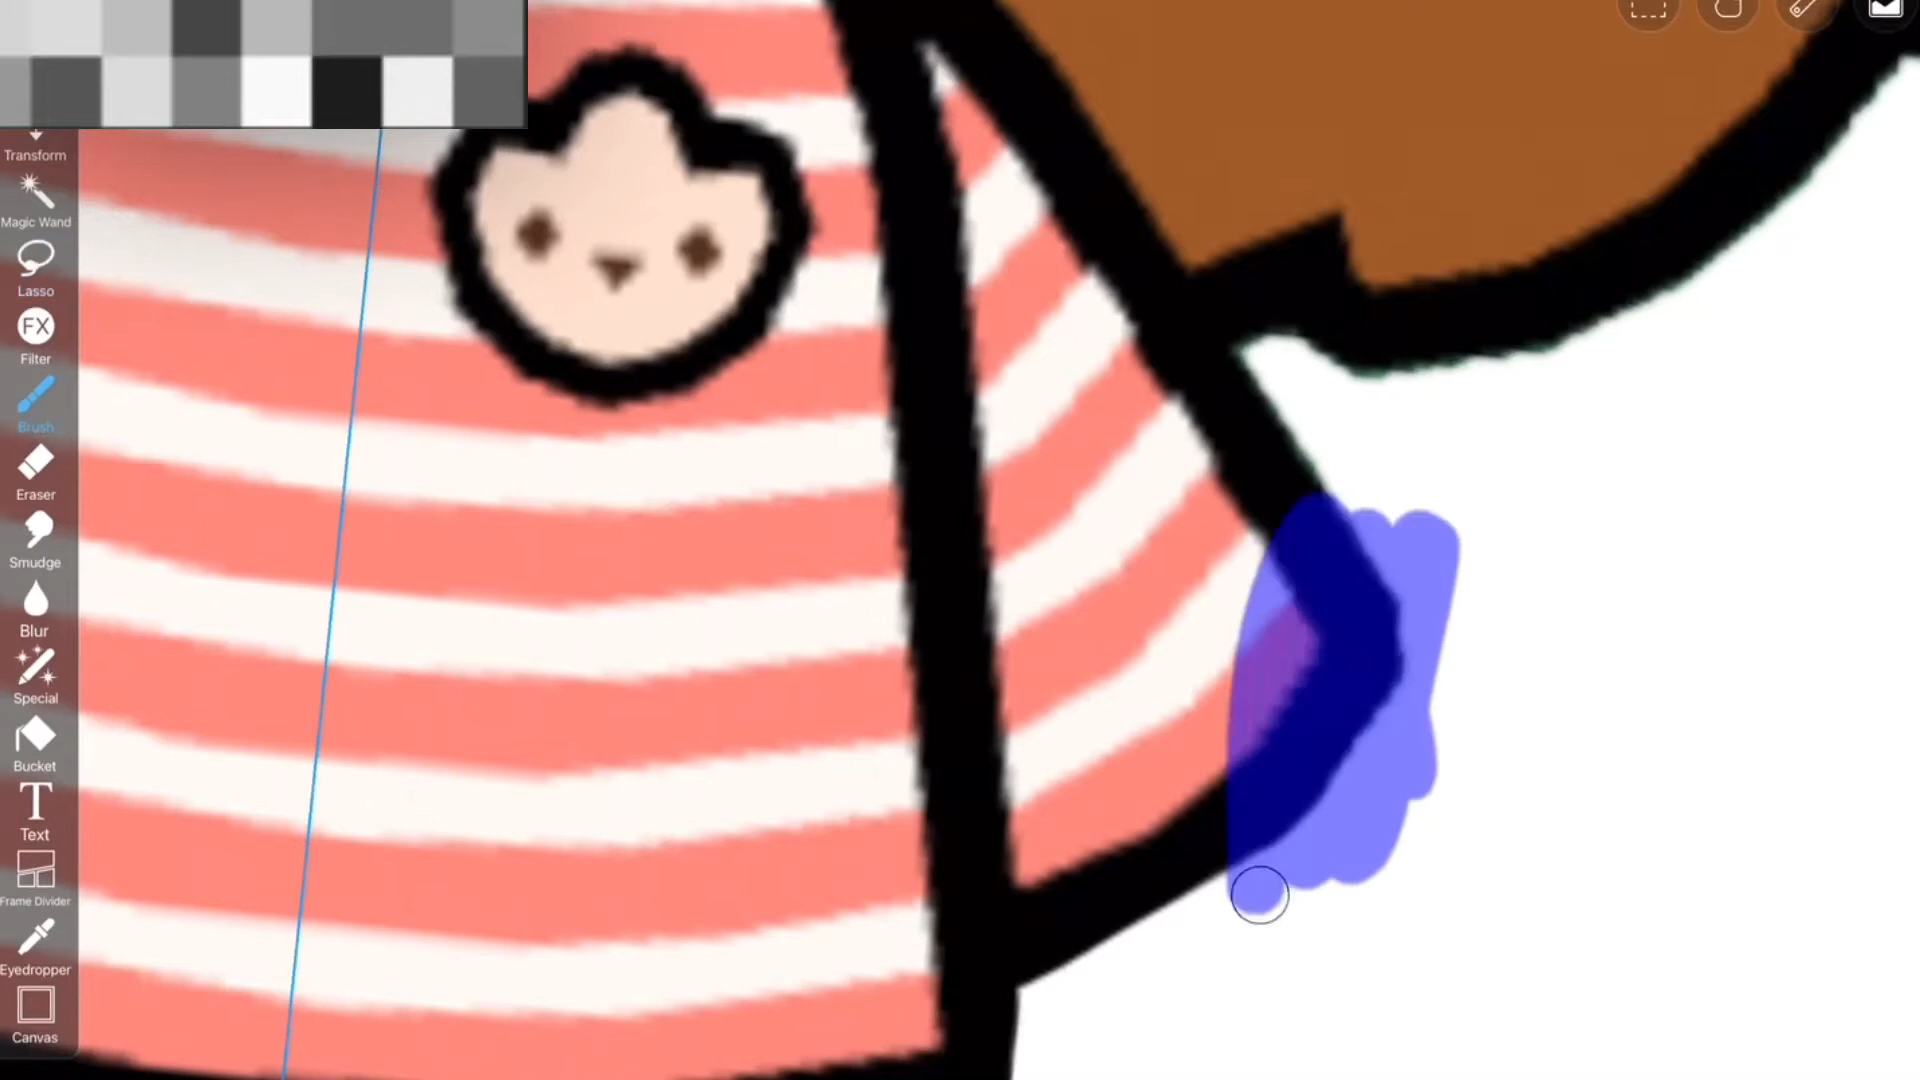 Transform
Magic Wand
Lasso
FX
Filter
Brush
Eraser
Smudge
Blur
Special
Bucket
T
Text
Frame Divider
Eyedropper
Canvas